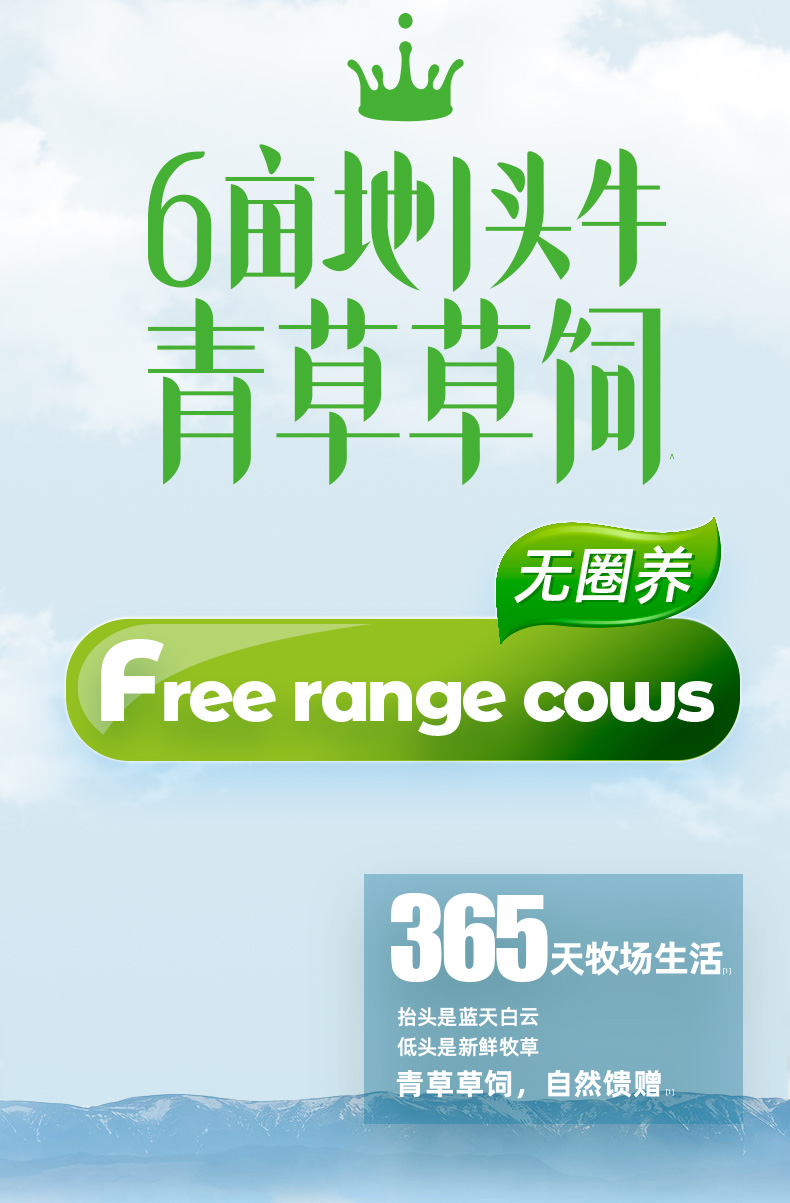 6亩地1头牛
青草草饲^
无圈养
Free range cows
365天牧场生活[1]
抬头是蓝天白云
低头是新鲜牧草
青草草饲，自然馈赠[1]